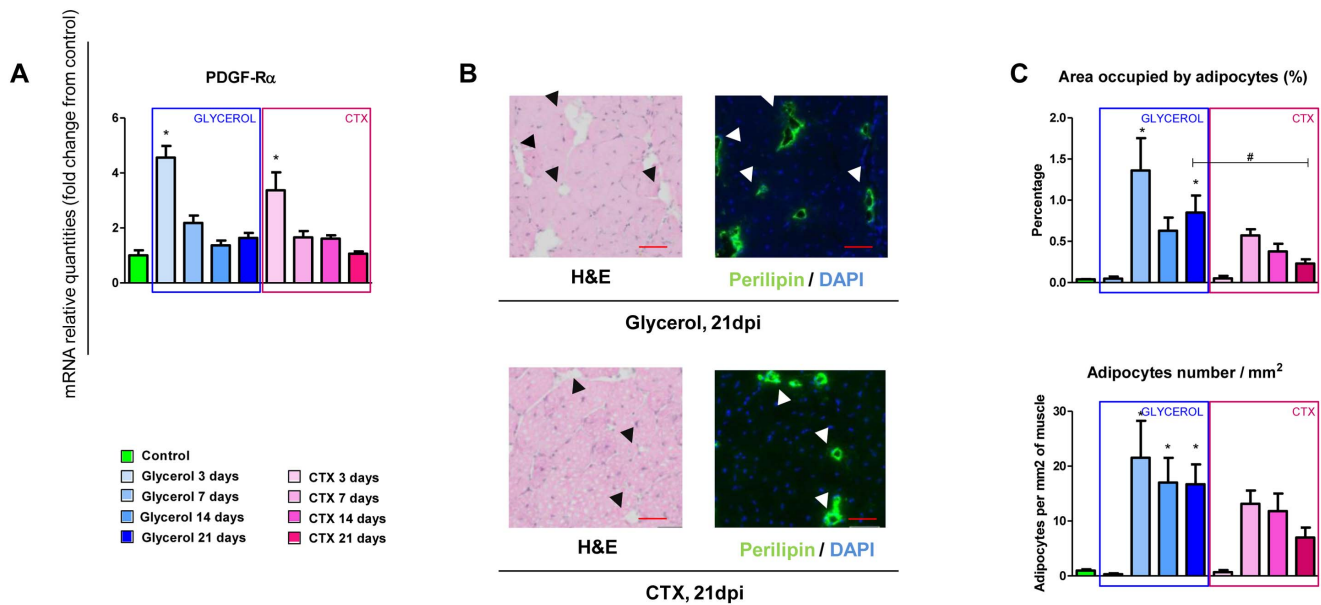 A
mRNA relative quantities (fold change from control)
PDGF-Rα
GLYCEROL
CTX
6
4
2
0
*
*
Control
Glycerol 3 days
Glycerol 7 days
Glycerol 14 days
Glycerol 21 days
CTX 3 days
CTX 7 days
CTX 14 days
CTX 21 days
B
H&E
Perilipin / DAPI
Glycerol, 21dpi
H&E
Perilipin / DAPI
CTX, 21dpi
C
Area occupied by adipocytes (%)
Percentage
2.0
1.5
1.0
0.5
0.0
GLYCEROL
CTX
*
*
#
Adipocytes number / mm²
Adipocytes per mm2 of muscle
30
20
10
0
GLYCEROL
CTX
*
*
*